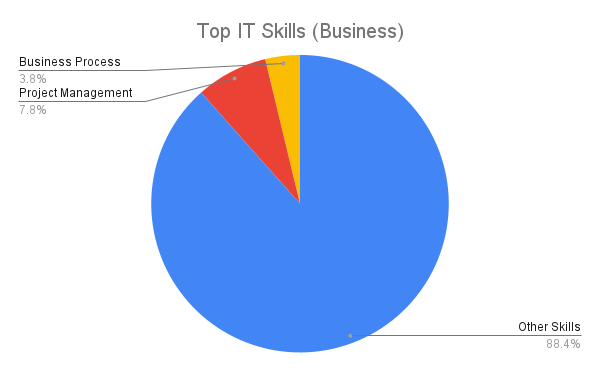 Top IT Skills (Business)
Business Process
3.8%
Project Management
7.8%
Other Skills
88.4%